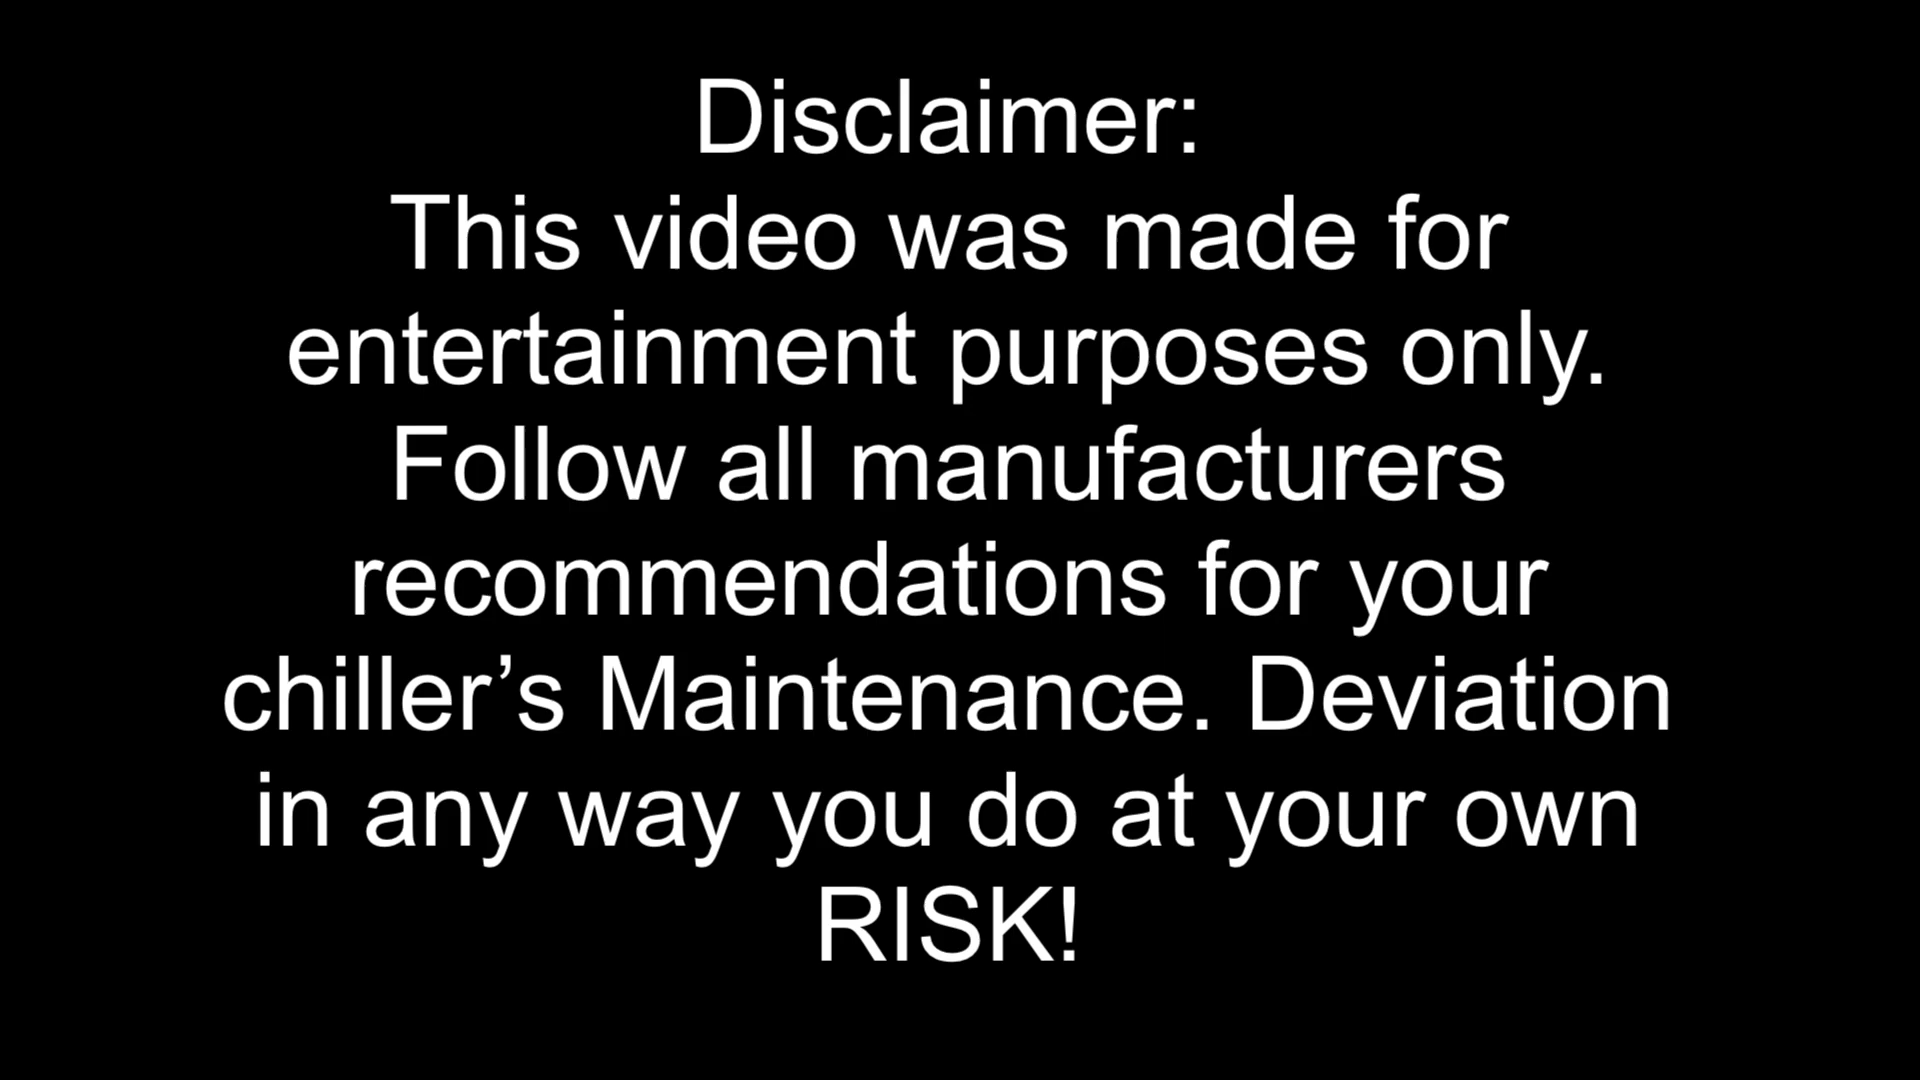 Disclaimer:
This video was made for
entertainment purposes only.
Follow all manufacturers
recommendations for your
chiller’s Maintenance. Deviation
in any way you do at your own
RISK!